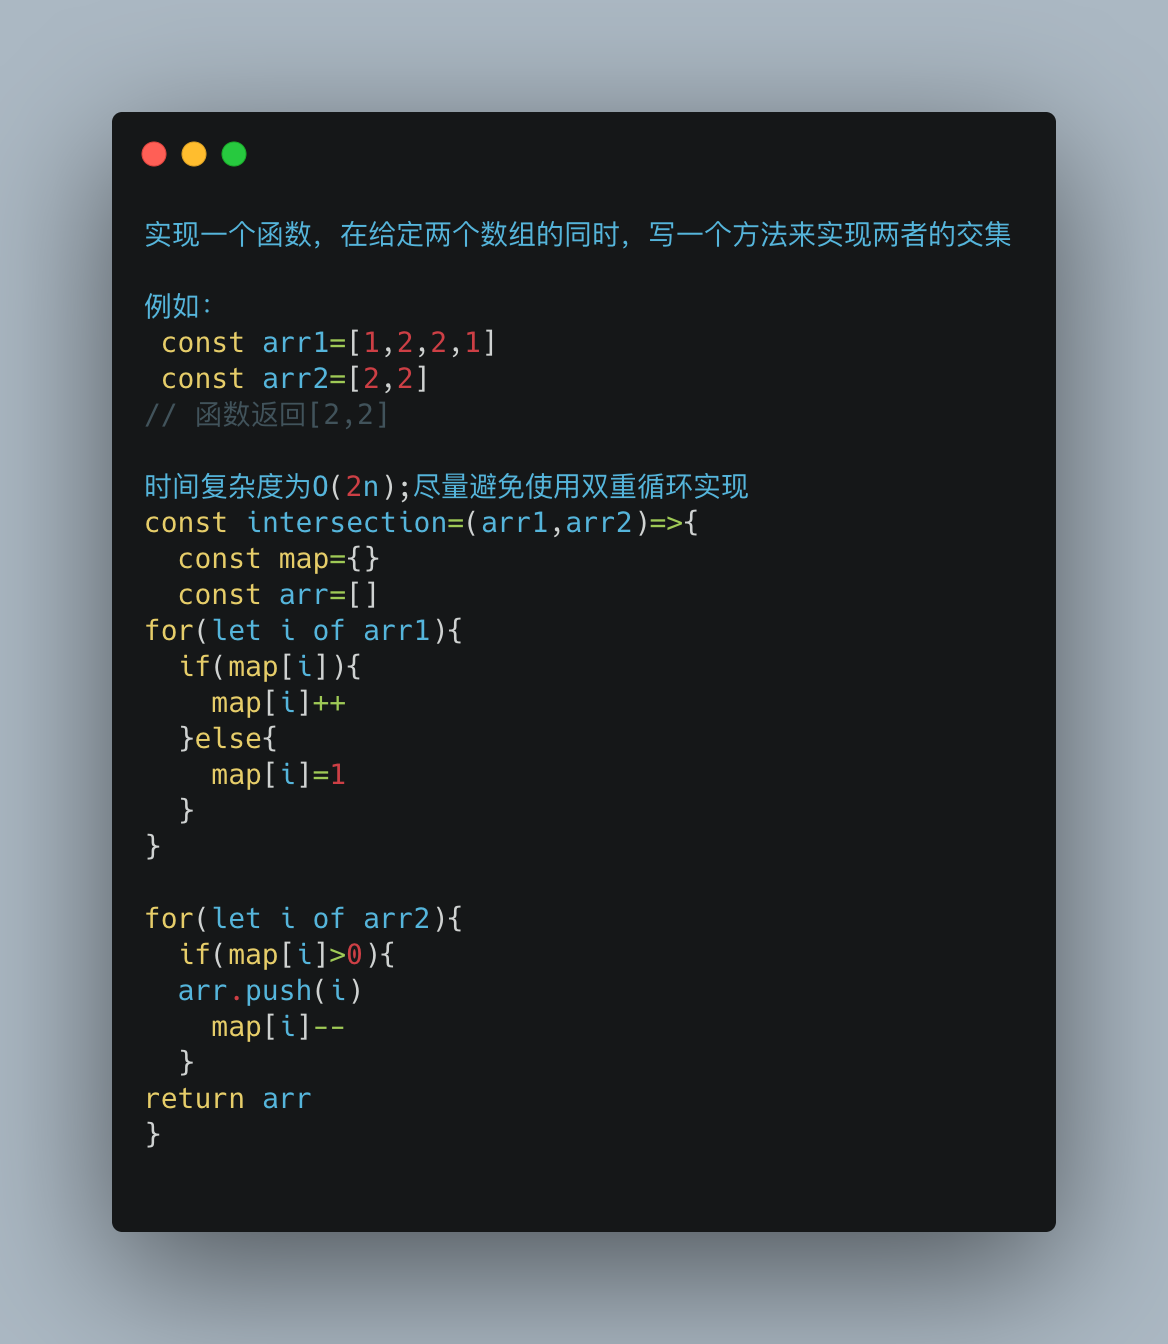 实现一个函数，在给定两个数组的同时，写一个方法来实现两者的交集
例如：
 const arr1=[1,2,2,1]
 const arr2=[2,2]
// 函数返回[2,2]
时间复杂度为O(2n);尽量避免使用双重循环实现
const intersection=(arr1,arr2)=>{
  const map={}
  const arr=[]
for(let i of arr1){
  if(map[i]){
    map[i]++
  }else{
    map[i]=1
  }
}
for(let i of arr2){
  if(map[i]>0){
  arr.push(i)
    map[i]--
  }
return arr
}